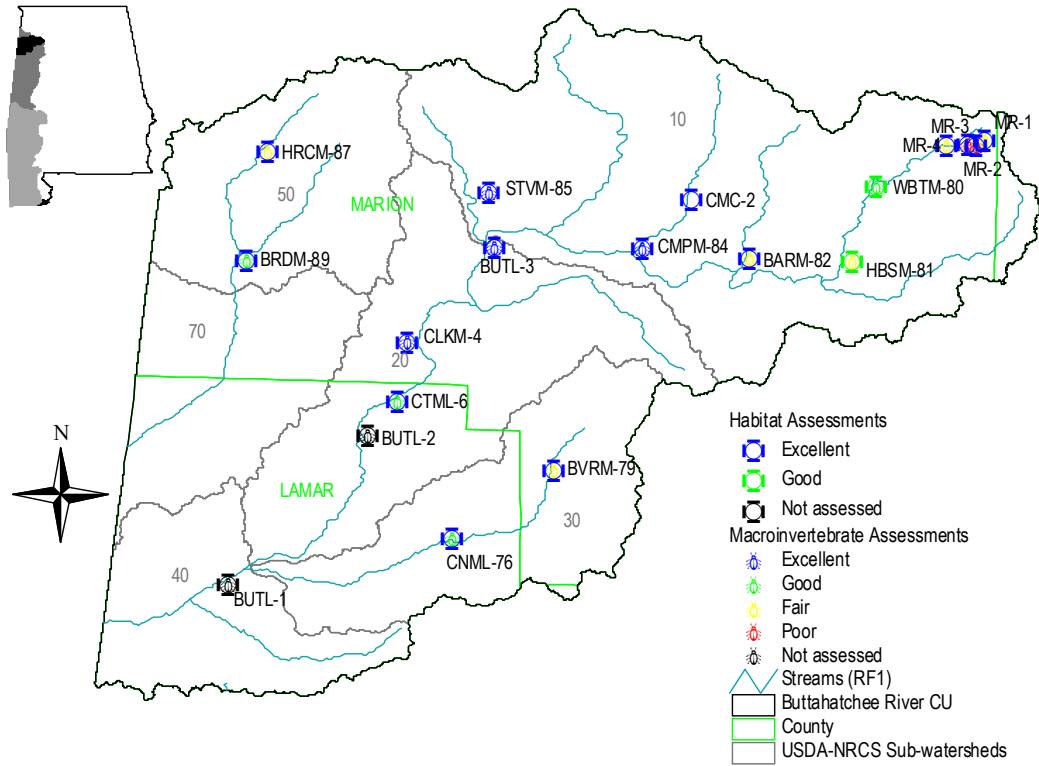 10
MR-3
MR-1
MR-4
MR-2
HRCM-87
50
STVM-85
WBTM-80
MARION
CMC-2
CMPM-84
BUTL-3
BRDM-89
BARM-82
HBSM-81
70
CLKM-4
20
CTML-6
BUTL-2
N
LAMAR
BVRM-79
30
CNML-76
40
BUTL-1
Habitat Assessments
Excellent
Good
Not assessed
Macroinvertebrate Assessments
Excellent
Good
Fair
Poor
Not assessed
Streams (RF1)
Buttahatchee River CU
County
USDA-NRCS Sub-watersheds